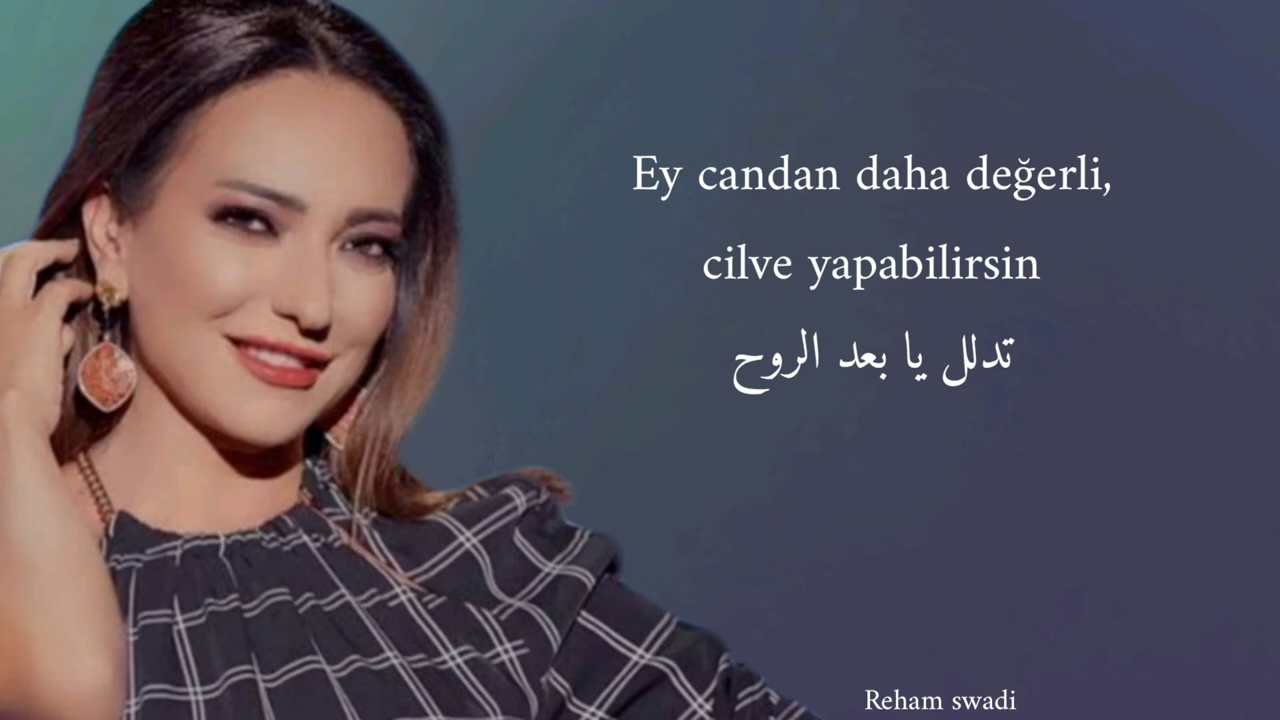 Ey candan daha değerli,
cilve yapabilirsin
تدلل يا بعد الروح
Reham swadi